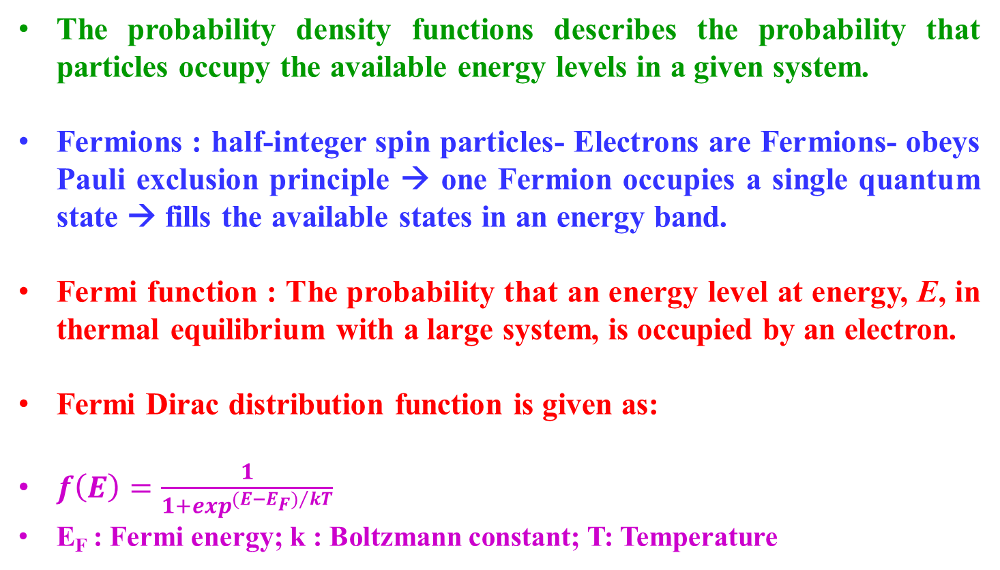 • The probability density functions describes the probability that
particles occupy the available energy levels in a given system.
• Fermions : half-integer spin particles- Electrons are Fermions- obeys
Pauli exclusion principle → one Fermion occupies a single quantum
state → fills the available states in an energy band.
• Fermi function : The probability that an energy level at energy, E, in
thermal equilibrium with a large system, is occupied by an electron.
• Fermi Dirac distribution function is given as:
• f(E) = 1 / (1+exp^((E−E_F)/kT))
• E_F : Fermi energy; k : Boltzmann constant; T: Temperature